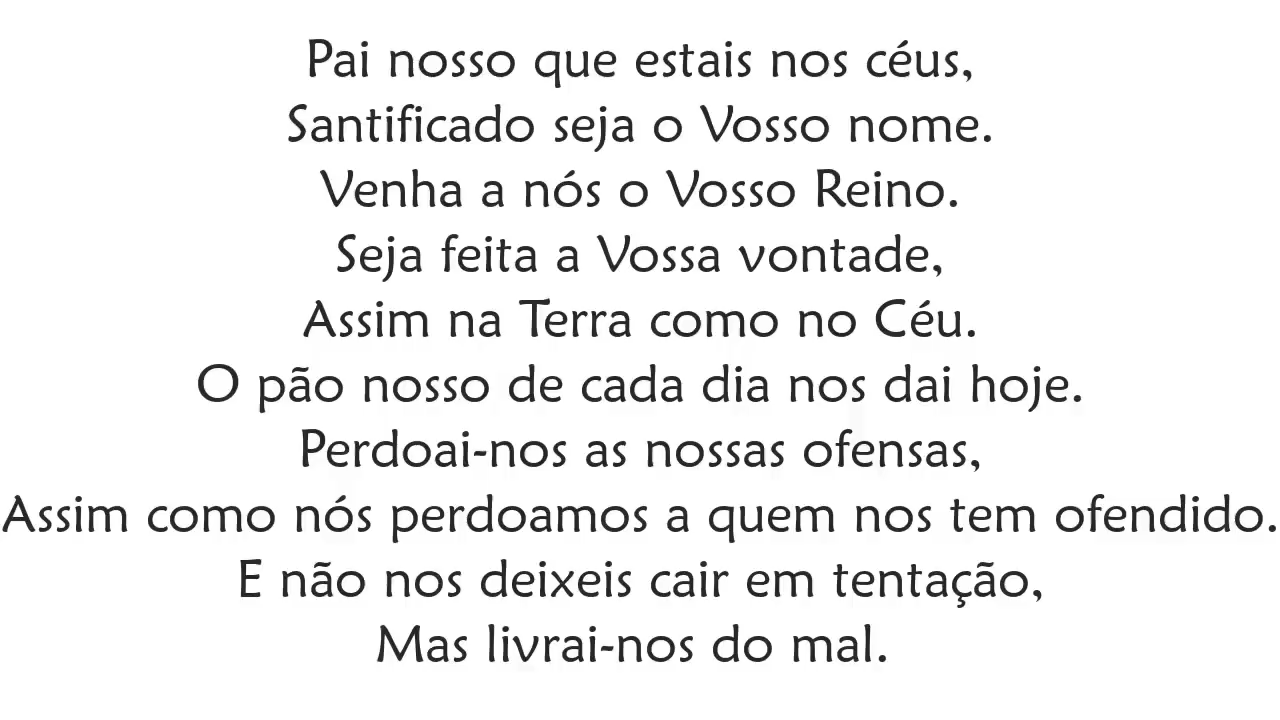 Pai nosso que estais nos céus,
Santificado seja o Vosso nome.
Venha a nós o Vosso Reino.
Seja feita a Vossa vontade,
Assim na Terra como no Céu.
O pão nosso de cada dia nos dai hoje.
Perdoai-nos as nossas ofensas,
Assim como nós perdoamos a quem nos tem ofendido.
E não nos deixeis cair em tentação,
Mas livrai-nos do mal.